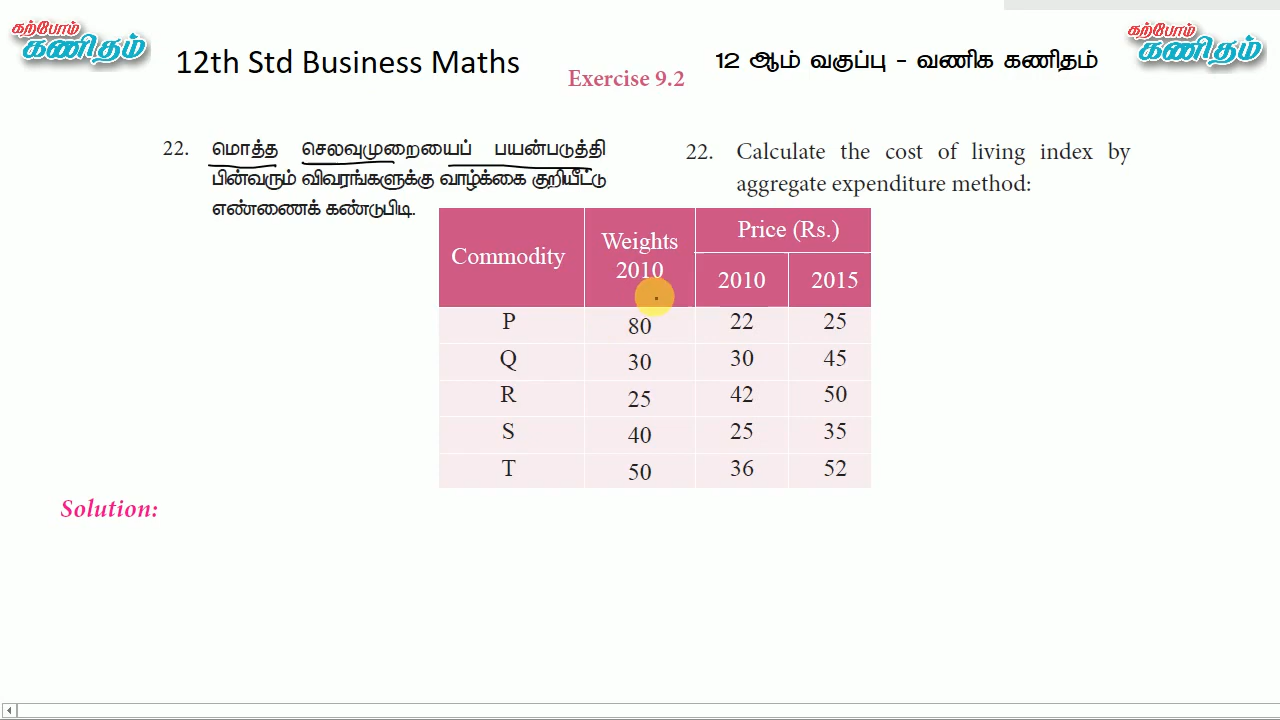 கற்போம்
கணிதம்
12th Std Business Maths
Exercise 9.2
12 ஆம் வகுப்பு - வணிக கணிதம்
கற்போம்
கணிதம்
22. மொத்த செலவுமுறையைப் பயன்படுத்தி
பின்வரும் விவரங்களுக்கு வாழ்க்கை குறியீட்டு
எண்ணைக் கண்டுபிடி.
22. Calculate the cost of living index by
aggregate expenditure method:
Commodity Weights 2010 Price (Rs.)
2010 2015
P 80 22 25
Q 30 30 45
R 25 42 50
S 40 25 35
T 50 36 52
Solution: